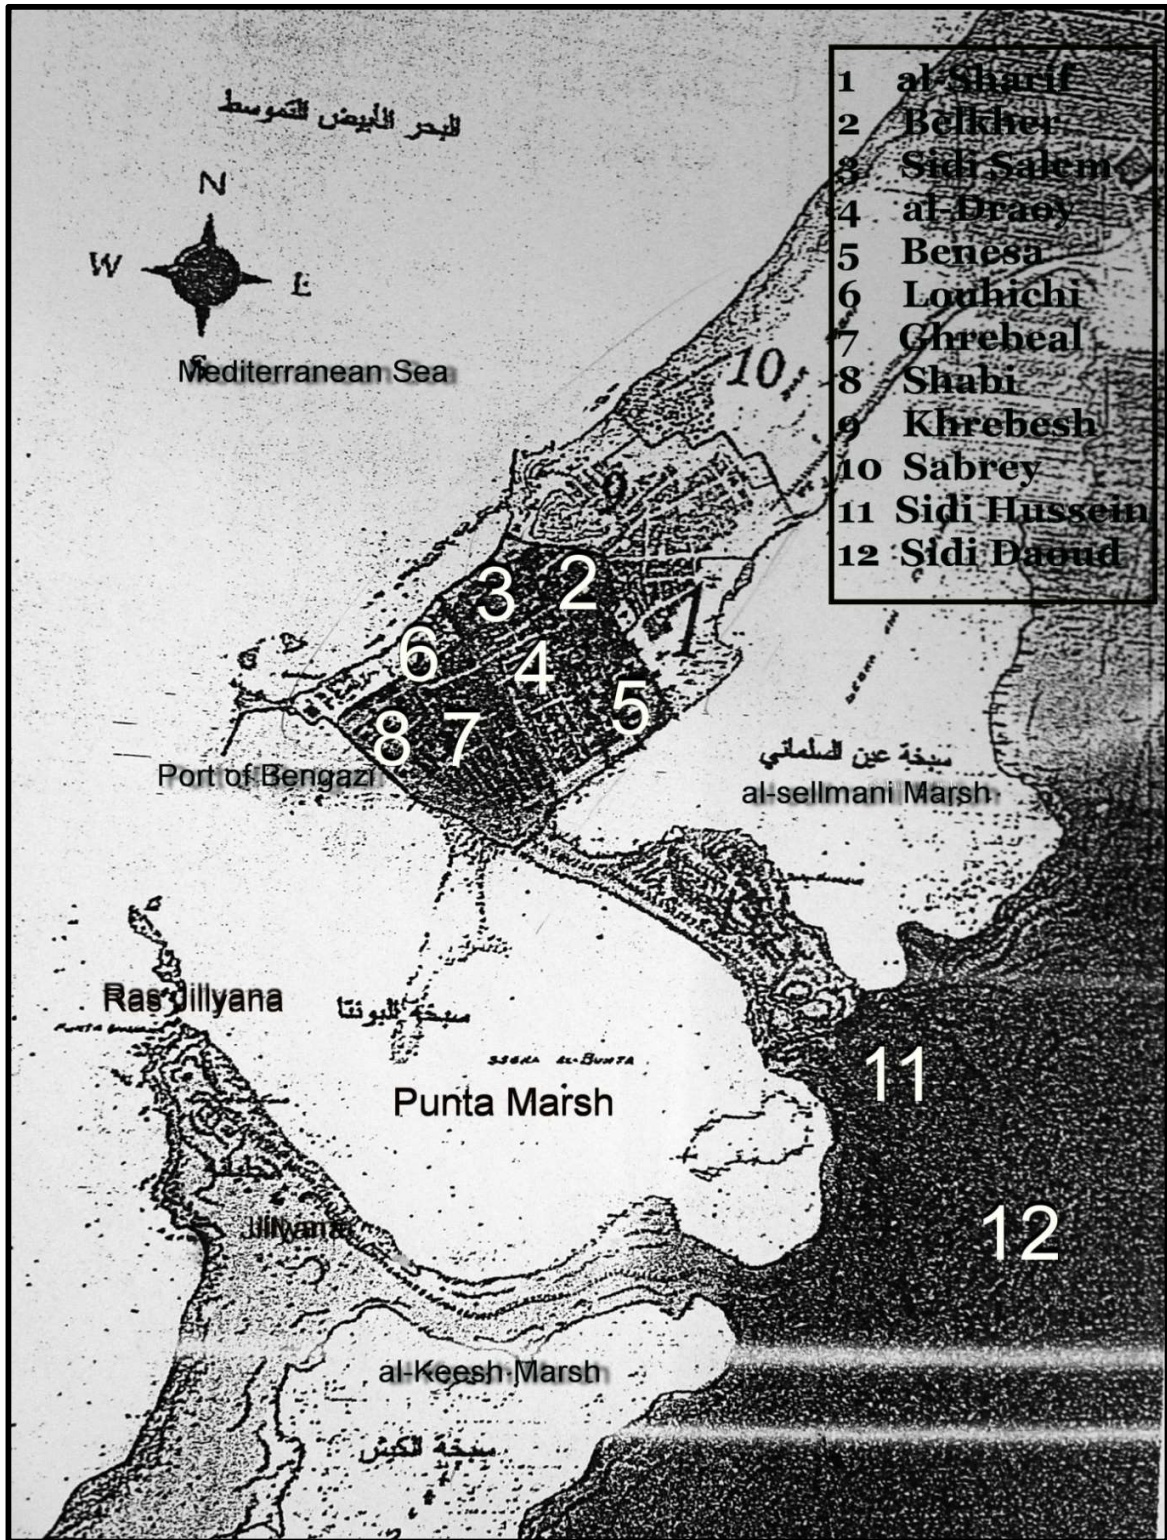 البحر الأبيض المتوسط
N
W E
S
Mediterranean Sea
1 al-Sharif
2 Belkher
3 Sidi Salem
4 al-Draoy
5 Benesa
6 Louhichi
7 Ghrebeal
8 Shabi
9 Khrebesh
10 Sabrey
11 Sidi Hussein
12 Sidi Daoud
10
9
3 2 1
6 4
8 7 5
Port of Bengazi
سبخة عين السلماني
al-sellmani Marsh
Ras Jillyana
سبخة البونتا
SSEHA EL-BUNTA
Punta Marsh
11
جليانة
Jillyana
12
al-Keesh Marsh
سبخة الكيش